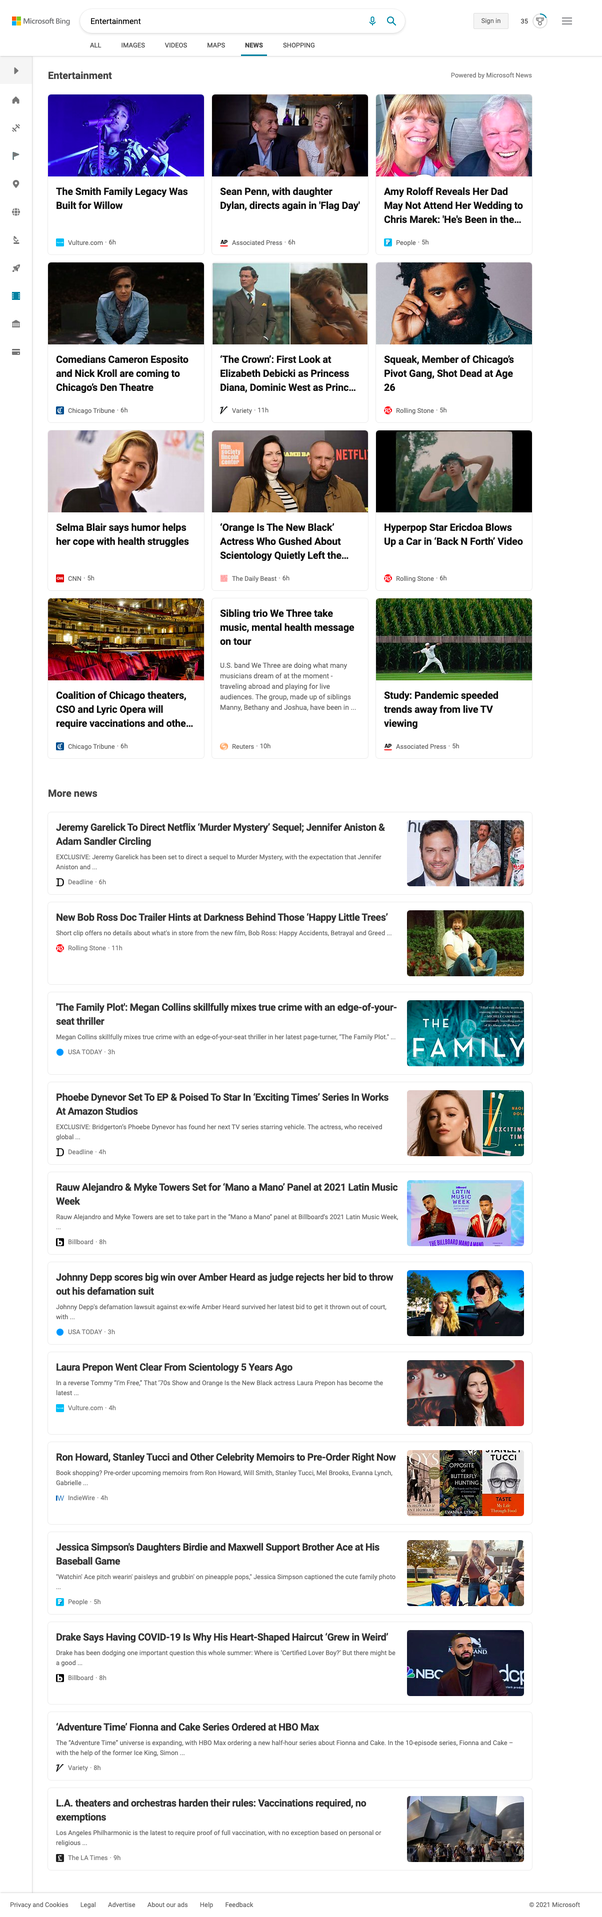 Microsoft Bing
Entertainment
Sign in
35
ALL IMAGES VIDEOS MAPS NEWS SHOPPING
Entertainment
Powered by Microsoft News
The Smith Family Legacy Was
Built for Willow
Vulture.com · 6h
Sean Penn, with daughter
Dylan, directs again in 'Flag Day'
AP Associated Press · 6h
Amy Roloff Reveals Her Dad
May Not Attend Her Wedding to
Chris Marek: 'He's Been in the...
People · 5h
Comedians Cameron Esposito
and Nick Kroll are coming to
Chicago's Den Theatre
Chicago Tribune · 6h
'The Crown': First Look at
Elizabeth Debicki as Princess
Diana, Dominic West as Princ...
Variety · 11h
Squeak, Member of Chicago's
Pivot Gang, Shot Dead at Age
26
Rolling Stone · 5h
Selma Blair says humor helps
her cope with health struggles
CNN · 5h
film
society
lincoln
center
NETFLI
'Orange Is The New Black'
Actress Who Gushed About
Scientology Quietly Left the...
The Daily Beast · 6h
Hyperpop Star Ericdoa Blows
Up a Car in 'Back N Forth' Video
Rolling Stone · 6h
Coalition of Chicago theaters,
CSO and Lyric Opera will
require vaccinations and othe...
Chicago Tribune · 6h
Sibling trio We Three take
music, mental health message
on tour
U.S. band We Three are doing what many
musicians dream of at the moment -
traveling abroad and playing for live
audiences. The group, made up of siblings
Manny, Bethany and Joshua, have been in ...
Reuters · 10h
Study: Pandemic speeded
trends away from live TV
viewing
AP Associated Press · 5h
More news
Jeremy Garelick To Direct Netflix 'Murder Mystery' Sequel; Jennifer Aniston &
Adam Sandler Circling
EXCLUSIVE: Jeremy Garelick has been set to direct a sequel to Murder Mystery, with the expectation that Jennifer
Aniston and ...
Deadline · 6h
hu
New Bob Ross Doc Trailer Hints at Darkness Behind Those 'Happy Little Trees'
Short clip offers no details about what's in store from the new film, Bob Ross: Happy Accidents, Betrayal and Greed ...
Rolling Stone · 11h
'The Family Plot': Megan Collins skillfully mixes true crime with an edge-of-your-
seat thriller
Megan Collins skillfully mixes true crime with an edge-of-your-seat thriller in her latest page-turner, "The Family Plot." ...
USA TODAY · 3h
THE
FAMILY
Phoebe Dynevor Set To EP & Poised To Star In 'Exciting Times' Series In Works
At Amazon Studios
EXCLUSIVE: Bridgerton's Phoebe Dynevor has found her next TV series starring vehicle. The actress, who received
global ...
Deadline · 4h
EXCITING
TIM
Rauw Alejandro & Myke Towers Set for 'Mano a Mano' Panel at 2021 Latin Music
Week
Rauw Alejandro and Myke Towers are set to take part in the "Mano a Mano" panel at Billboard's 2021 Latin Music Week,
...
Billboard · 8h
LATIN
MUSIC
WEEK
THE BILLBOARD MANO A MANO
Johnny Depp scores big win over Amber Heard as judge rejects her bid to throw
out his defamation suit
Johnny Depp's defamation lawsuit against ex-wife Amber Heard survived her latest bid to get it thrown out of court,
with ...
USA TODAY · 3h
Laura Prepon Went Clear From Scientology 5 Years Ago
In a reverse Tommy "I'm Free," That '70s Show and Orange Is the New Black actress Laura Prepon has become the
latest ...
Vulture.com · 4h
Ron Howard, Stanley Tucci and Other Celebrity Memoirs to Pre-Order Right Now
Book shopping? Pre-order upcoming memoirs from Ron Howard, Will Smith, Stanley Tucci, Mel Brooks, Evanna Lynch,
Gabrielle ...
IndieWire · 4h
OYS
THE
OPPOSITE
OF
BUTTERFLY
HUNTING
EVANNA LYNCH
STANLEY
TUCCI
TASTE
My Life
Through Food
Jessica Simpson's Daughters Birdie and Maxwell Support Brother Ace at His
Baseball Game
"Watchin' Ace pitch wearin' paisleys and grubbin' on pineapple pops," Jessica Simpson captioned the cute family photo
...
People · 5h
Drake Says Having COVID-19 Is Why His Heart-Shaped Haircut 'Grew in Weird'
Drake has been dodging one important question this whole summer: Where is 'Certified Lover Boy?' But there might be
a good ...
Billboard · 8h
NBC
dcp
'Adventure Time' Fionna and Cake Series Ordered at HBO Max
The "Adventure Time" universe is expanding, with HBO Max ordering a new half-hour series about Fionna and Cake. In the 10-episode series, Fionna and Cake –
with the help of the former Ice King, Simon ...
Variety · 8h
L.A. theaters and orchestras harden their rules: Vaccinations required, no
exemptions
Los Angeles Philharmonic is the latest to require proof of full vaccination, with no exception based on personal or
religious ...
The LA Times · 9h
Privacy and Cookies Legal Advertise About our ads Help Feedback
© 2021 Microsoft